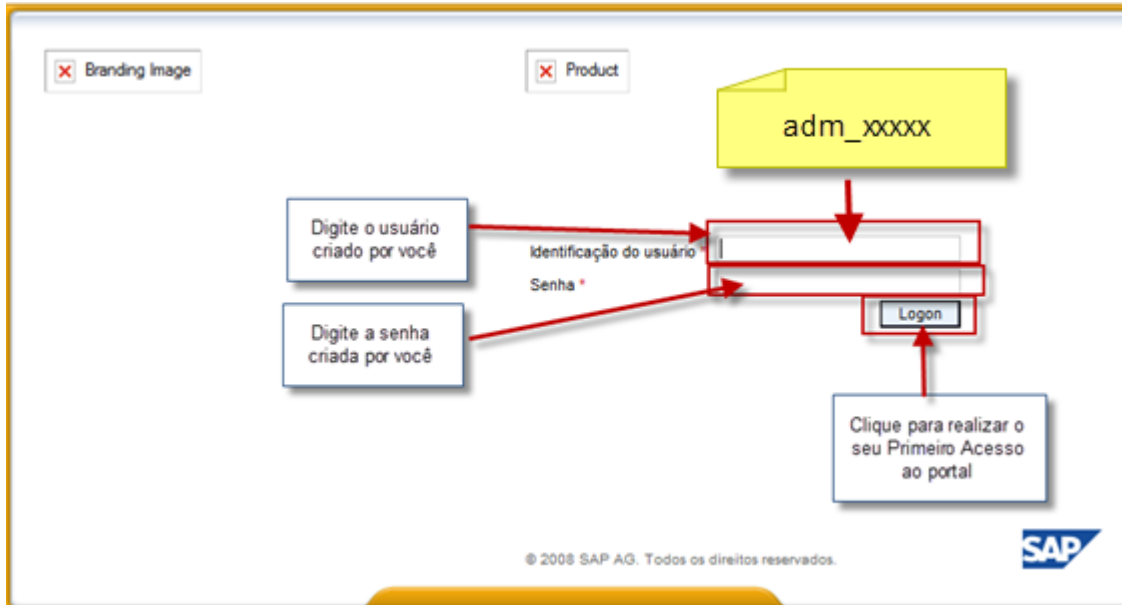 Branding Image
Product
adm_xxxxx
Digite o usuário
criado por você
Identificação do usuário *
Senha *
Logon
Digite a senha
criada por você
Clique para realizar o
seu Primeiro Acesso
ao portal
© 2008 SAP AG. Todos os direitos reservados.
SAP